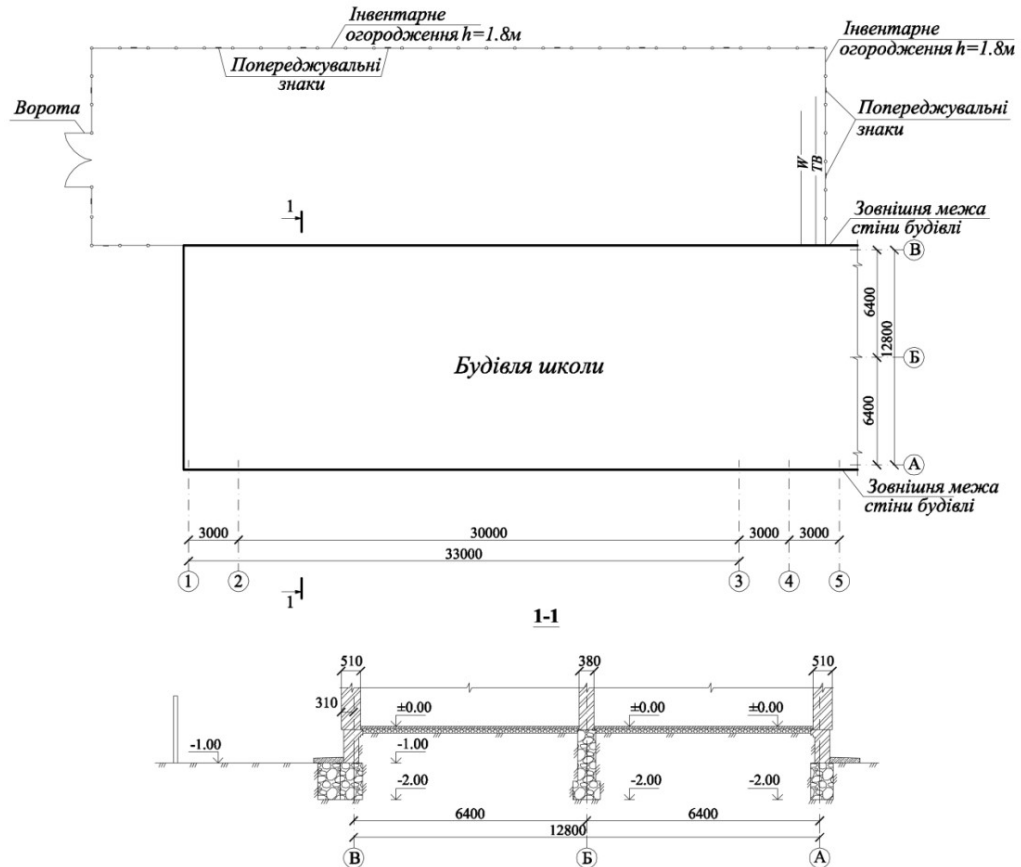 Інвентарне
огородження h=1.8м
Інвентарне
огородження h=1.8м
Попереджувальні
знаки
Ворота
Попереджувальні
знаки
W
ТВ
1
Зовнішня межа
стіни будівлі
В
6400
12800
Будівля школи
Б
6400
А
Зовнішня межа
стіни будівлі
3000
30000
3000
3000
33000
1
2
3
4
5
1
1-1
510
380
510
310
±0.00
±0.00
±0.00
-1.00
-1.00
-2.00
-2.00
-2.00
6400
6400
12800
В
Б
А